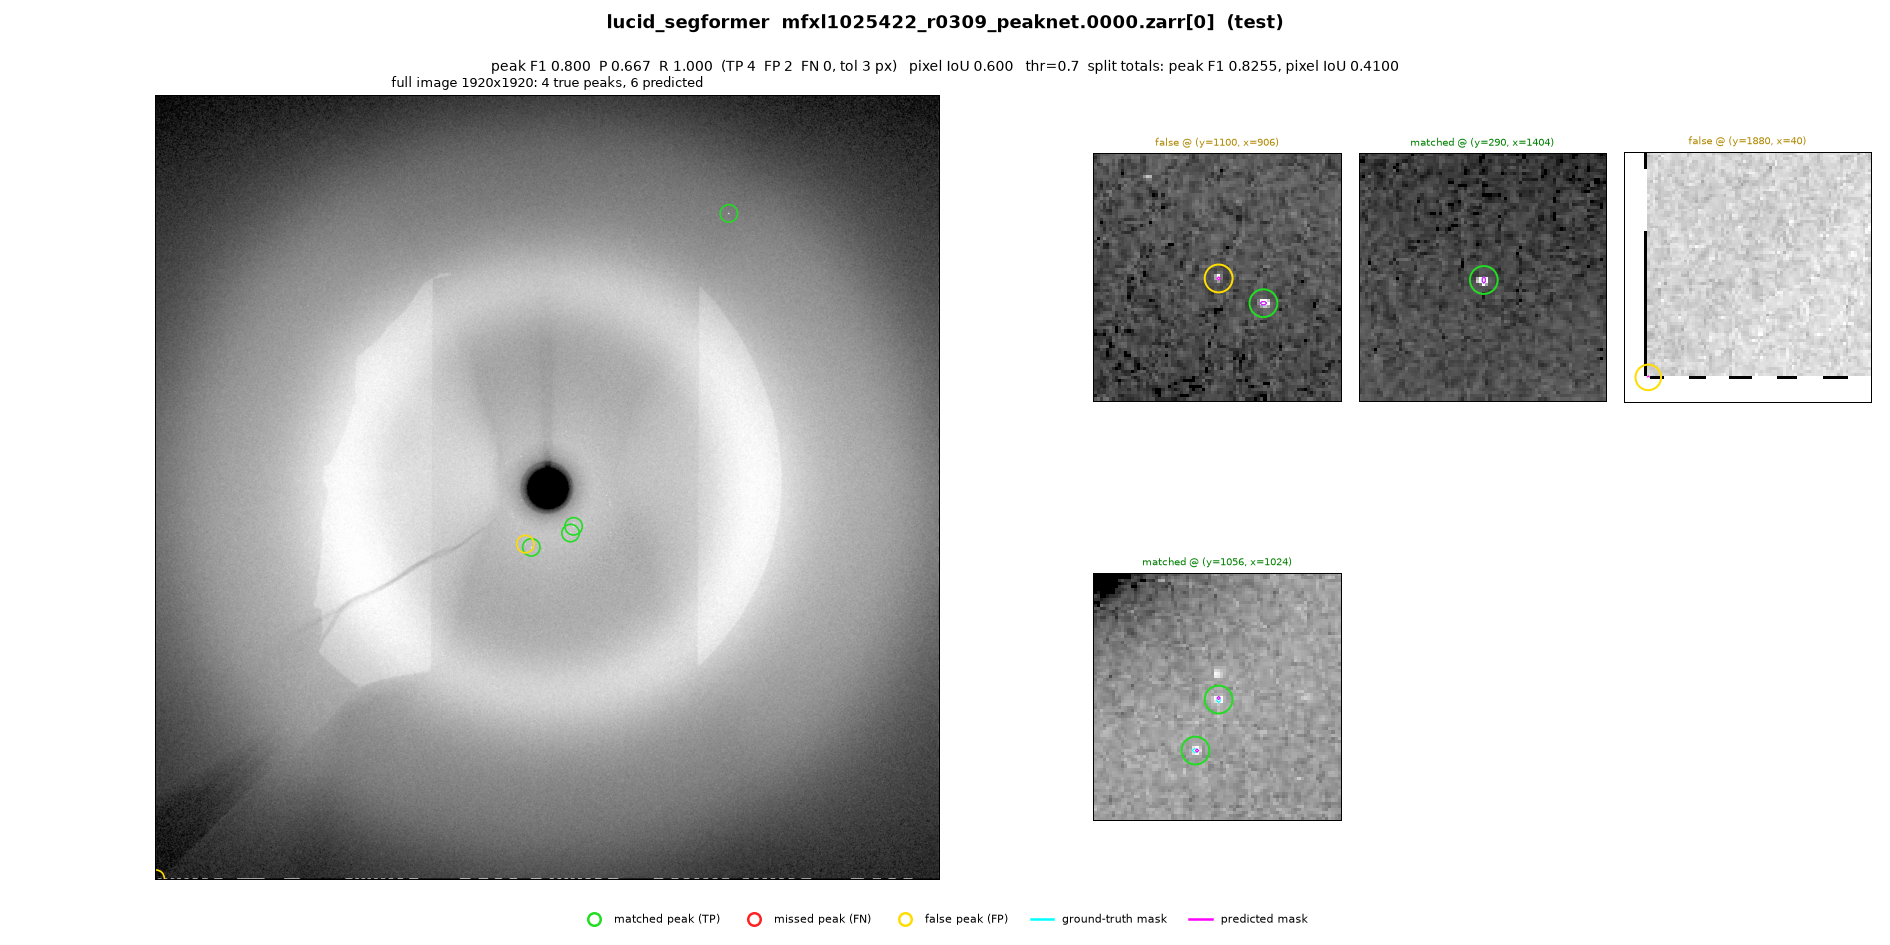 lucid_segformer  mfxl1025422_r0309_peaknet.0000.zarr[0]  (test)
peak F1 0.800  P 0.667  R 1.000  (TP 4  FP 2  FN 0, tol 3 px)   pixel IoU 0.600   thr=0.7  split totals: peak F1 0.8255, pixel IoU 0.4100
full image 1920x1920: 4 true peaks, 6 predicted
false @ (y=1100, x=906)
matched @ (y=290, x=1404)
false @ (y=1880, x=40)
matched @ (y=1056, x=1024)
matched peak (TP)
missed peak (FN)
false peak (FP)
ground-truth mask
predicted mask